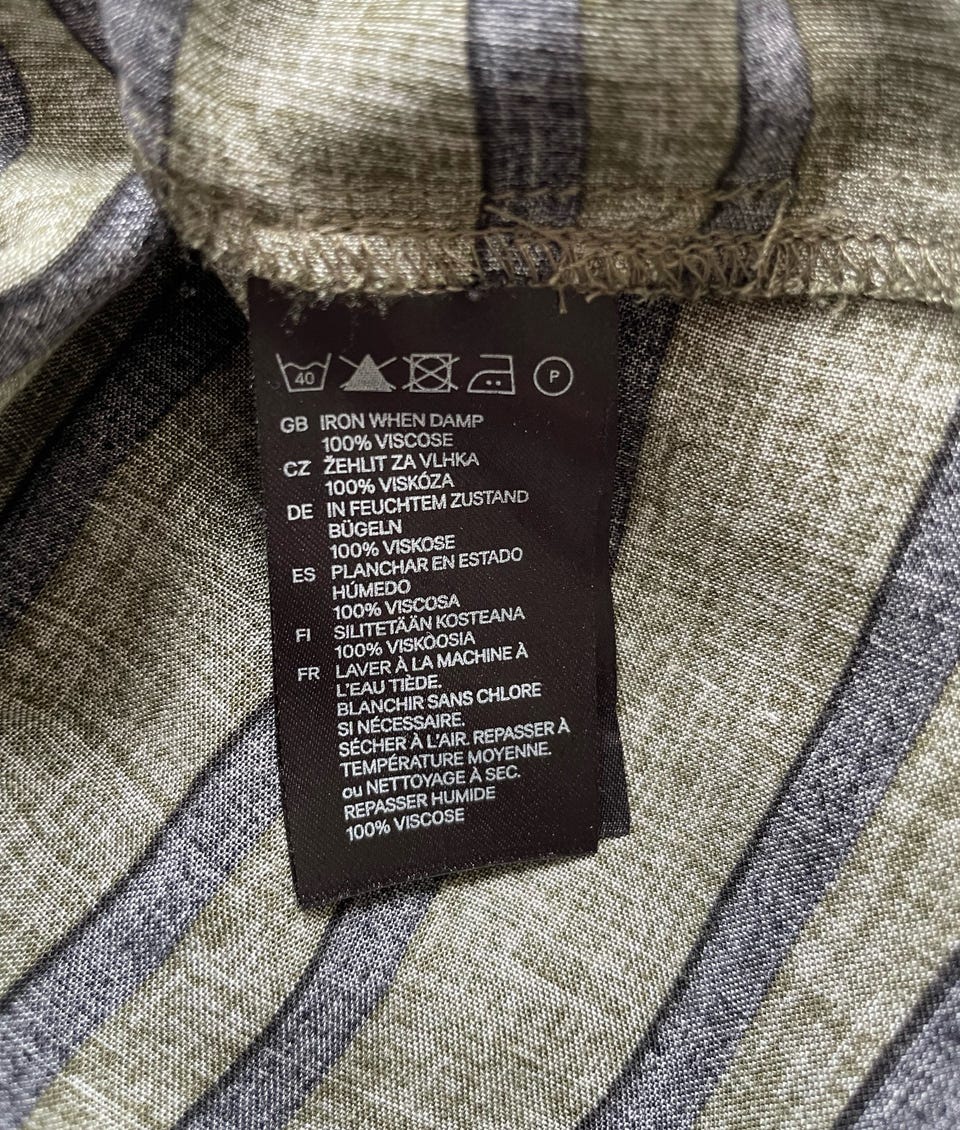 40 P
GB IRON WHEN DAMP
100% VISCOSE
CZ ŽEHLIT ZA VLHKA
100% VISKÓZA
DE IN FEUCHTEM ZUSTAND
BÜGELN
100% VISKOSE
ES PLANCHAR EN ESTADO
HÚMEDO
100% VISCOSA
FI SILITETÄÄN KOSTEANA
100% VISKOOSIA
FR LAVER À LA MACHINE À
L'EAU TIÈDE.
BLANCHIR SANS CHLORE
SI NÉCESSAIRE.
SÉCHER À L'AIR. REPASSER À
TEMPÉRATURE MOYENNE.
ou NETTOYAGE À SEC.
REPASSER HUMIDE
100% VISCOSE